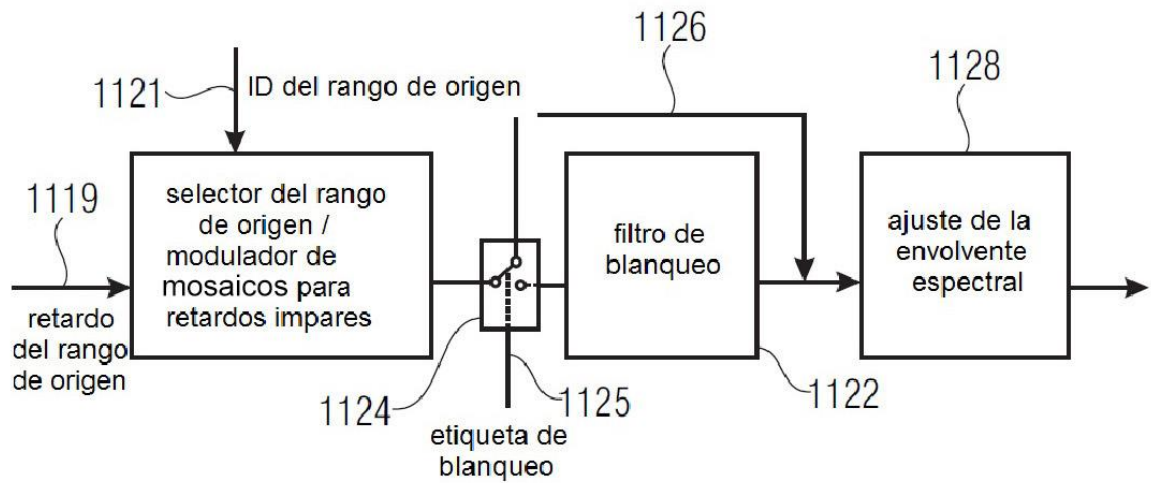 1126
1128
1121
ID del rango de origen
1119
selector del rango
de origen /
modulador de
mosaicos para
retardos impares
filtro de
blanqueo
ajuste de la
envolvente
espectral
retardo
del rango
de origen
1124
1125
1122
etiqueta de
blanqueo